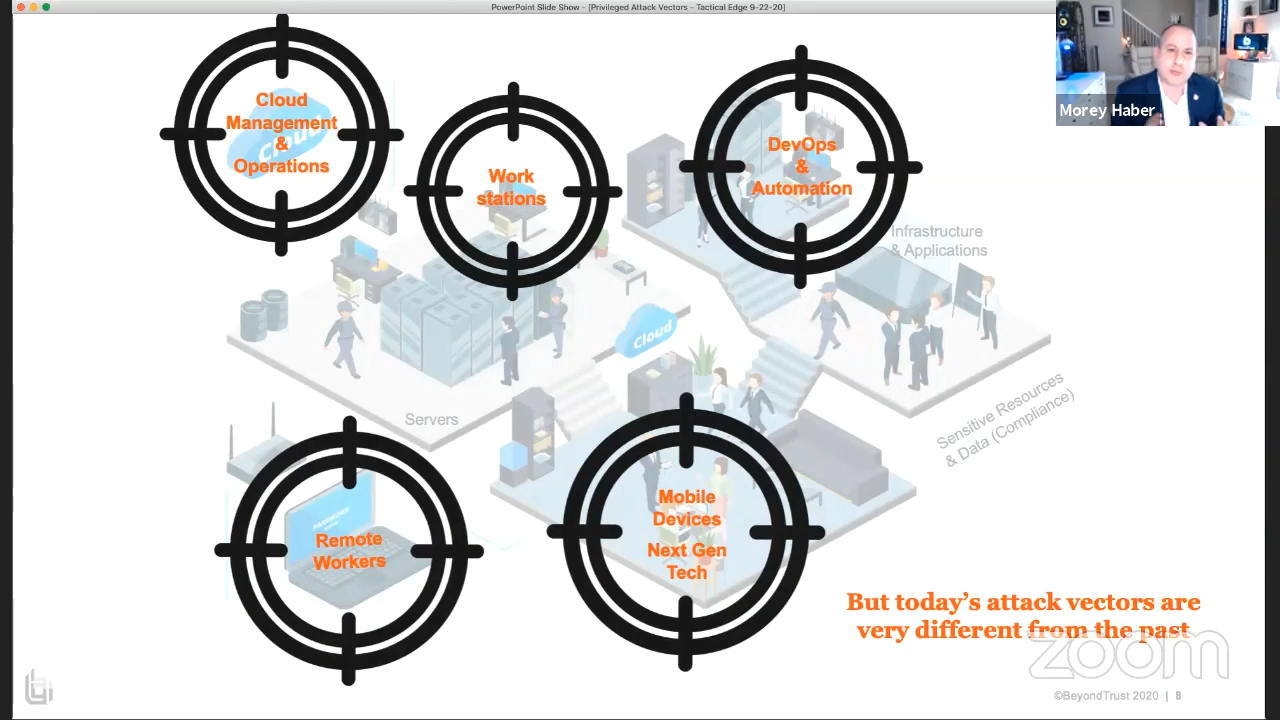 PowerPoint Slide Show - [Privileged Attack Vectors - Tactical Edge 9-22-20]
Morey Haber
Cloud
Cloud
Management
&
Operations
Work
stations
DevOps
&
Automation
Infrastructure
& Applications
Cloud
Servers
Sensitive Resources
& Data (Compliance)
PASSWORD
Remote
Workers
Mobile
Devices
Next Gen
Tech
But today's attack vectors are
very different from the past
zoom
©BeyondTrust 2020 | 8